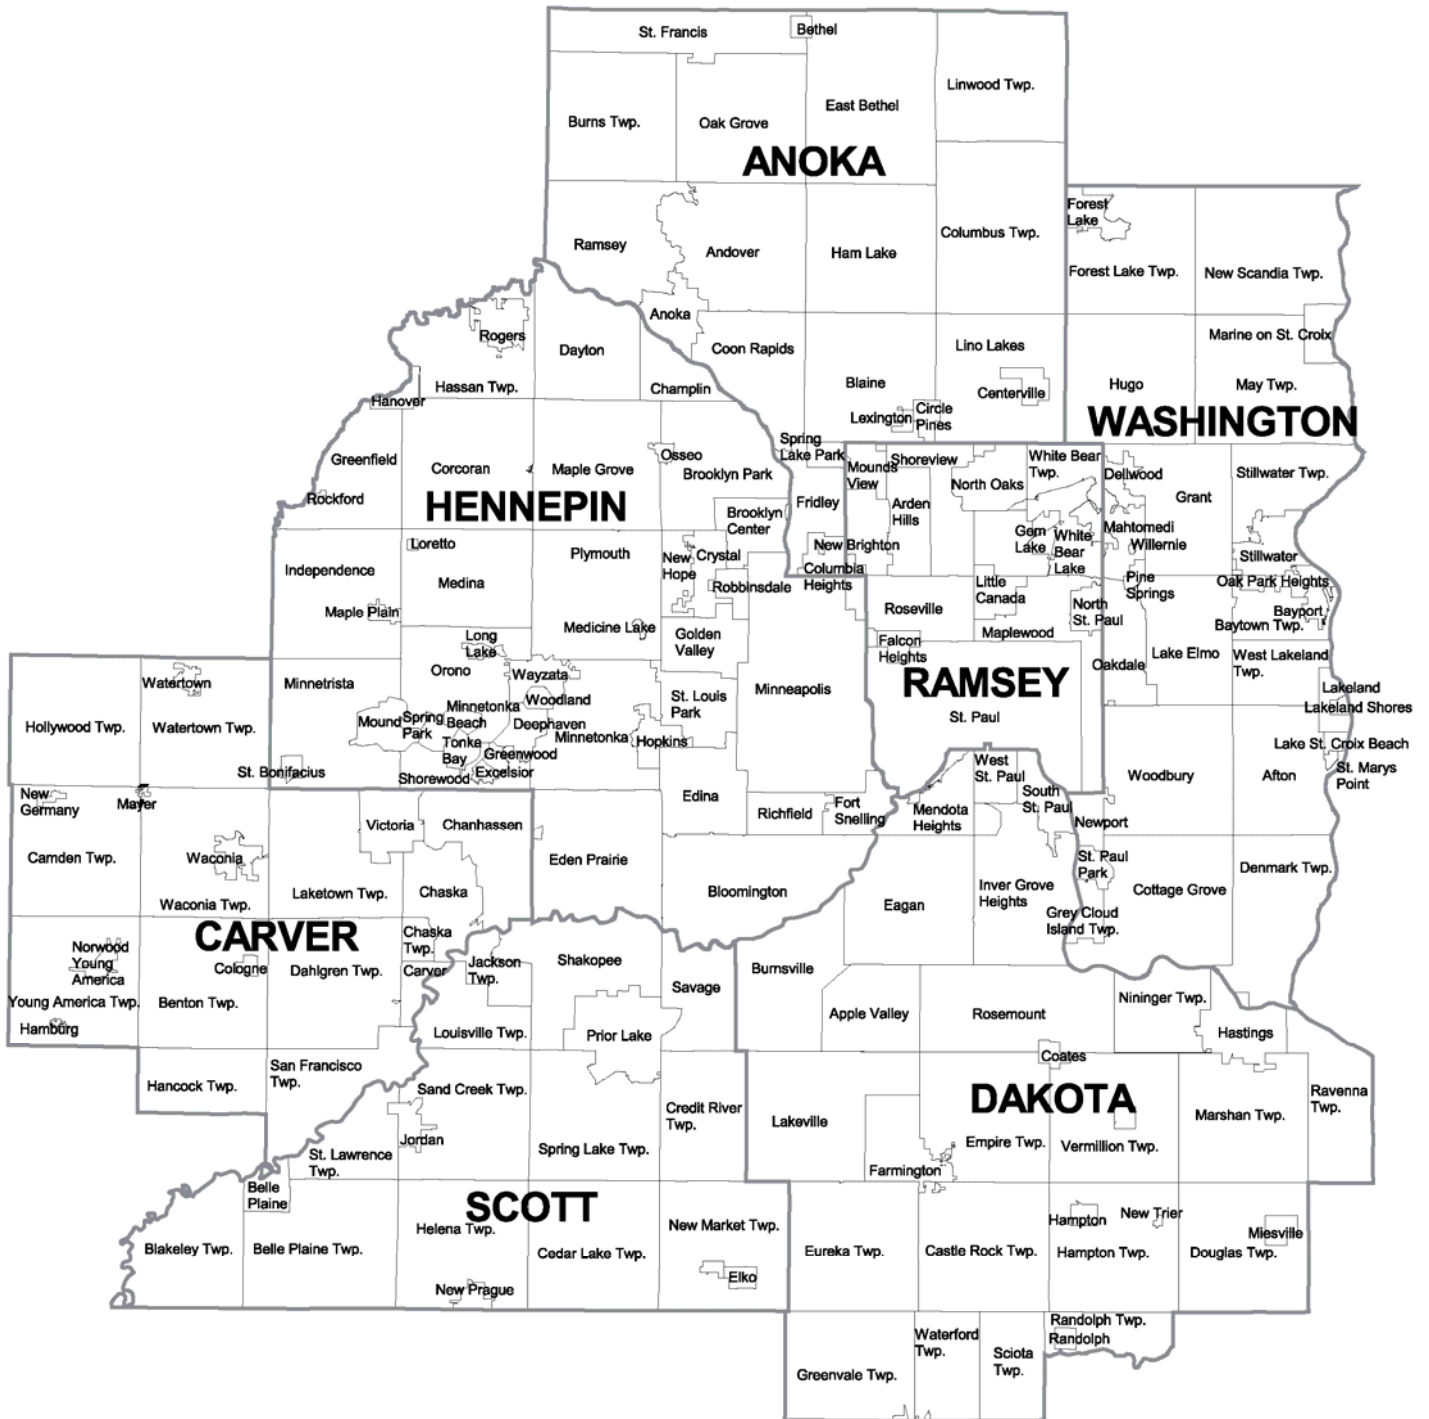 St. Francis
Bethel
Linwood Twp.
East Bethel
Burns Twp.
Oak Grove
ANOKA
Forest
Lake
Columbus Twp.
Ramsey
Andover
Ham Lake
Forest Lake Twp.
New Scandia Twp.
Anoka
Rogers
Marine on St. Croix
Dayton
Coon Rapids
Lino Lakes
Hassan Twp.
Champlin
Blaine
Centerville
Hugo
May Twp.
Hanover
Lexington
Circle
Pines
WASHINGTON
Spring
Lake Park
Greenfield
Corcoran
Maple Grove
Osseo
Brooklyn Park
Mounds
View
Shoreview
White Bear
Twp.
North Oaks
Dellwood
Stillwater Twp.
Grant
Rockford
HENNEPIN
Brooklyn
Center
Fridley
Arden
Hills
Gem
Lake
White
Bear
Lake
Mahtomedi
Willernie
Loretto
Plymouth
New
Hope
Crystal
New Brighton
Stillwater
Independence
Medina
Robbinsdale
Columbia
Heights
Little
Canada
Pine
Springs
Oak Park Heights
Maple Plain
Roseville
North
St. Paul
Bayport
Baytown Twp.
Medicine Lake
Golden
Valley
Falcon
Heights
Maplewood
Long
Lake
Orono
Oakdale
Lake Elmo
West Lakeland
Twp.
Watertown
Minnetrista
Wayzata
Minneapolis
RAMSEY
Lakeland
Lakeland Shores
Woodland
St. Louis
Park
St. Paul
Hollywood Twp.
Watertown Twp.
Mound
Spring
Park
Minnetonka
Beach
Deephaven
Minnetonka
Hopkins
Tonka
Bay
Greenwood
Lake St. Croix Beach
St. Bonifacius
Shorewood
Excelsior
West
St. Paul
Woodbury
Afton
St. Marys
Point
New
Germany
Mayer
Edina
Richfield
Fort
Snelling
Mendota
Heights
South
St. Paul
Newport
Victoria
Chanhassen
Camden Twp.
Waconia
Eden Prairie
St. Paul
Park
Denmark Twp.
Waconia Twp.
Laketown Twp.
Chaska
Bloomington
Eagan
Inver Grove
Heights
Cottage Grove
Grey Cloud
Island Twp.
CARVER
Chaska
Twp.
Norwood
Young
America
Cologne
Dahlgren Twp.
Carver
Jackson
Twp.
Shakopee
Burnsville
Savage
Young America Twp.
Benton Twp.
Nininger Twp.
Hamburg
Louisville Twp.
Prior Lake
Apple Valley
Rosemount
Hastings
Hancock Twp.
San Francisco
Twp.
Sand Creek Twp.
Coates
DAKOTA
Ravenna
Twp.
Credit River
Twp.
Lakeville
Marshan Twp.
Jordan
Spring Lake Twp.
Empire Twp.
Vermillion Twp.
St. Lawrence
Twp.
Farmington
Belle
Plaine
SCOTT
Helena Twp.
New Market Twp.
Hampton
New Trier
Miesville
Blakeley Twp.
Belle Plaine Twp.
Cedar Lake Twp.
Eureka Twp.
Castle Rock Twp.
Hampton Twp.
Douglas Twp.
New Prague
Elko
Randolph Twp.
Randolph
Waterford
Twp.
Sciota
Twp.
Greenvale Twp.